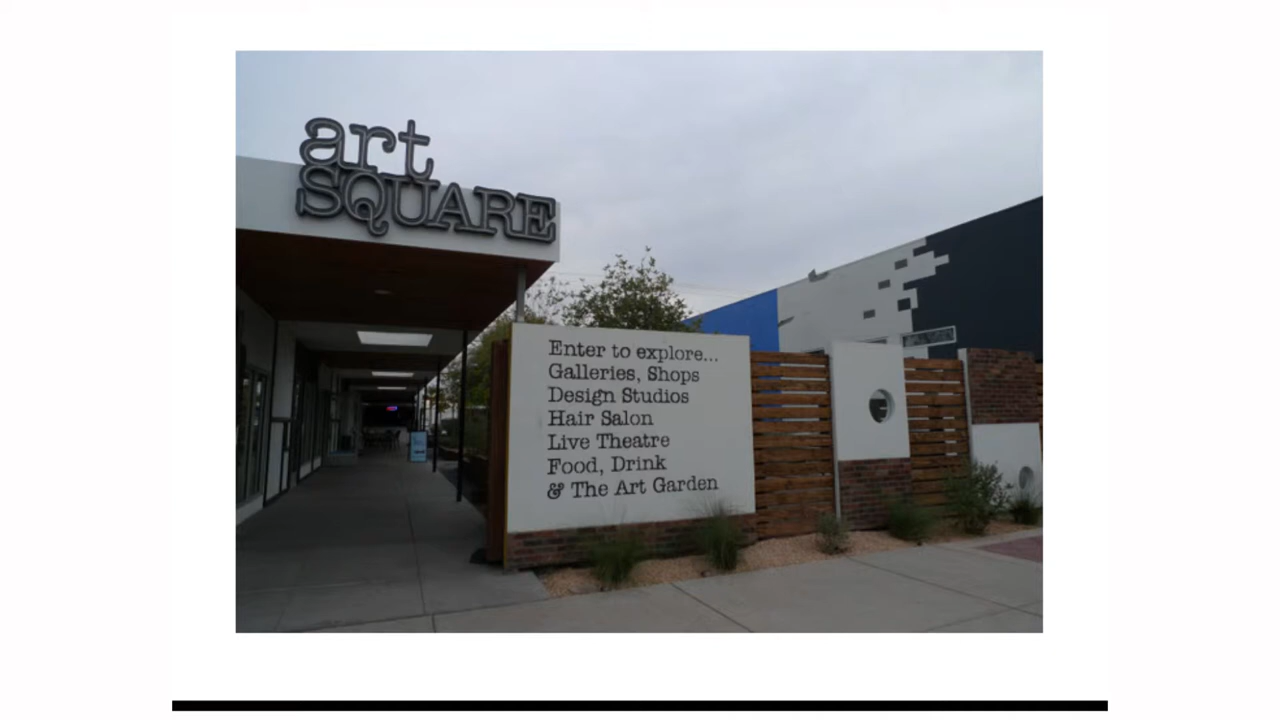 art
SQUARE
Enter to explore...
Galleries, Shops
Design Studios
Hair Salon
Live Theatre
Food, Drink
& The Art Garden